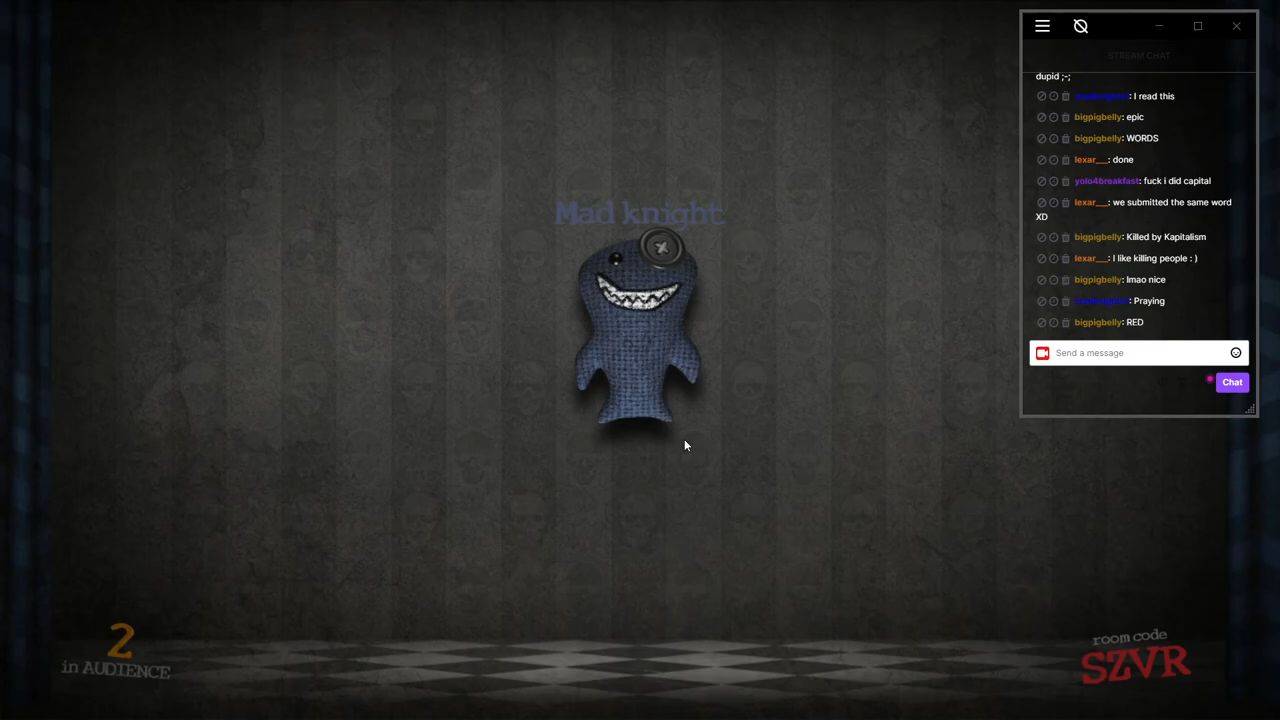 STREAM CHAT
dupid ;-;
: I read this
bigpigbelly: epic
bigpigbelly: WORDS
lexar__: done
yolo4breakfast: fuck i did capital
lexar__: we submitted the same word
XD
bigpigbelly: Killed by Kapitalism
lexar__: I like killing people : )
bigpigbelly: lmao nice
: Praying
bigpigbelly: RED
Send a message
Chat
Mad knight
2
in AUDIENCE
room code
SZVR